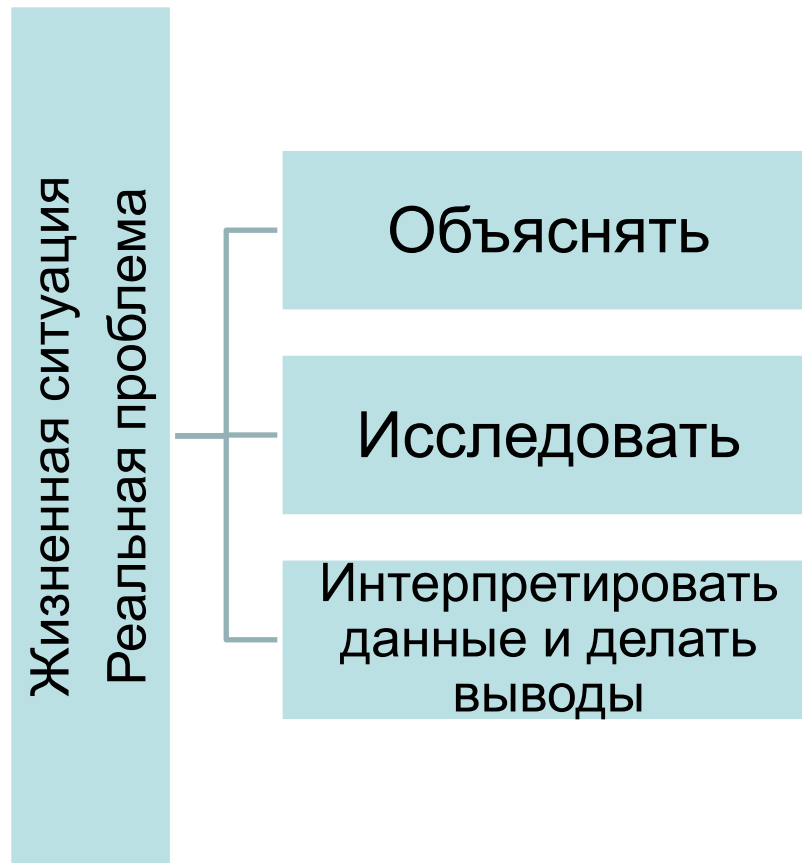 Жизненная ситуация
Реальная проблема
Объяснять
Исследовать
Интерпретировать
данные и делать
выводы